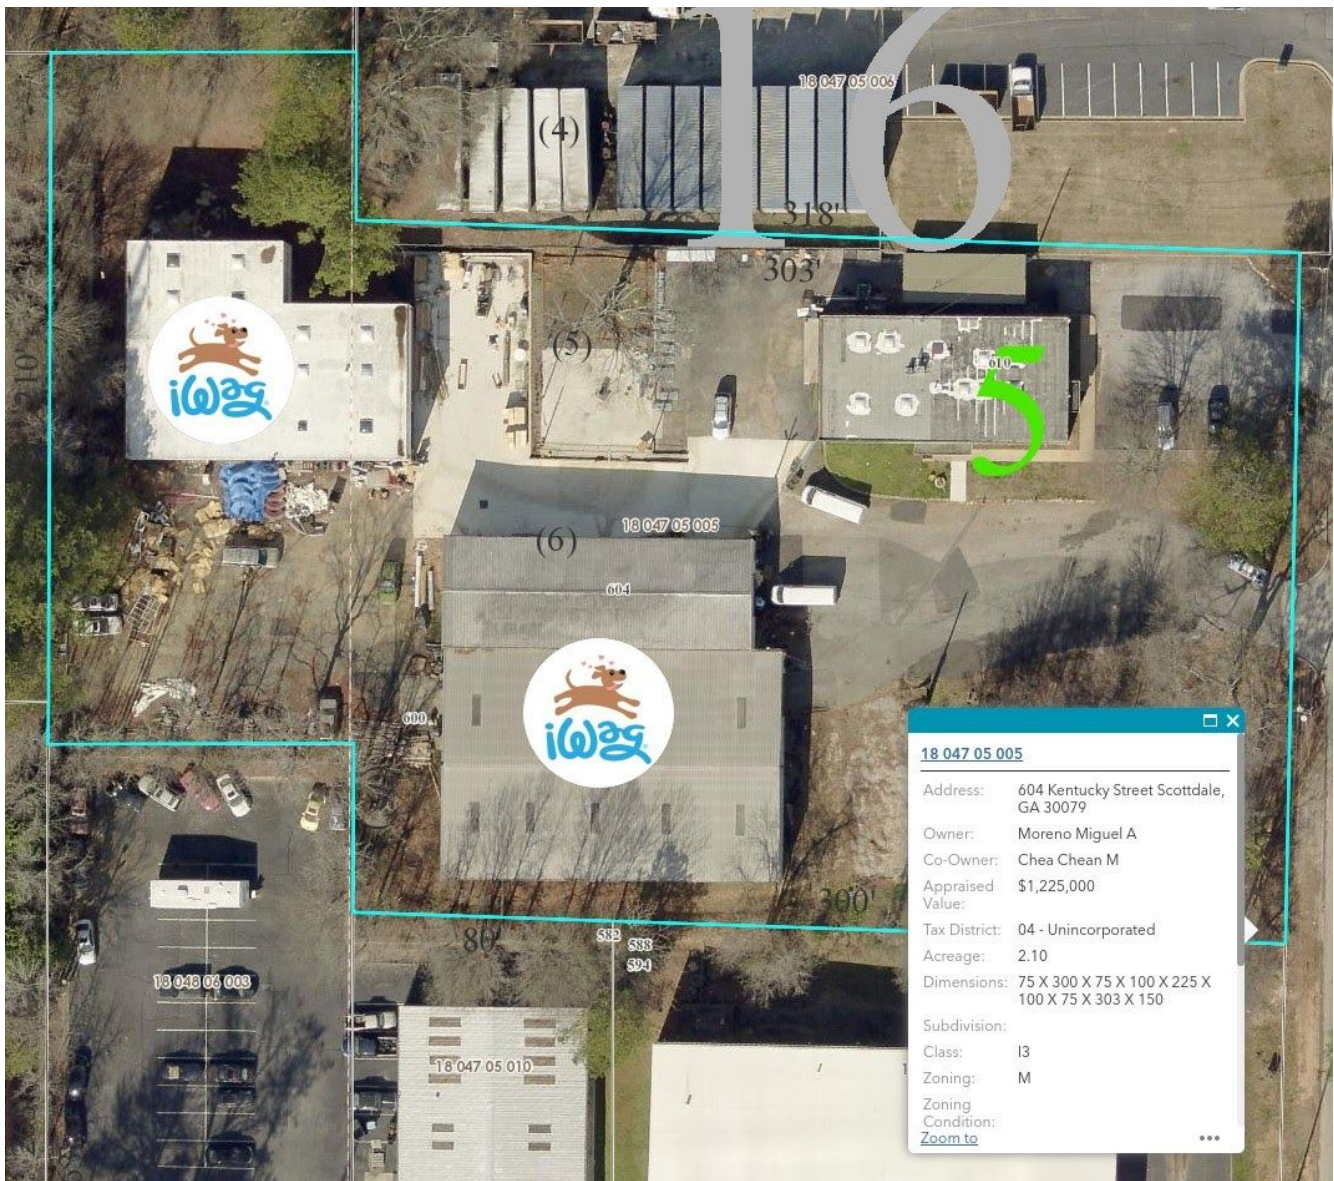 16
18 047 05 006
(4)
318'
303'
10'
(5)
610
5
iWag
18 047 05 005
(6)
604
iWag
600
300'
80'
582
588
594
18 048 06 003
18 047 05 010
18 047 05 005
Address: 604 Kentucky Street Scottdale,
GA 30079
Owner: Moreno Miguel A
Co-Owner: Chea Chean M
Appraised $1,225,000
Value:
Tax District: 04 - Unincorporated
Acreage: 2.10
Dimensions: 75 X 300 X 75 X 100 X 225 X
100 X 75 X 303 X 150
Subdivision:
Class: I3
Zoning: M
Zoning
Condition:
Zoom to